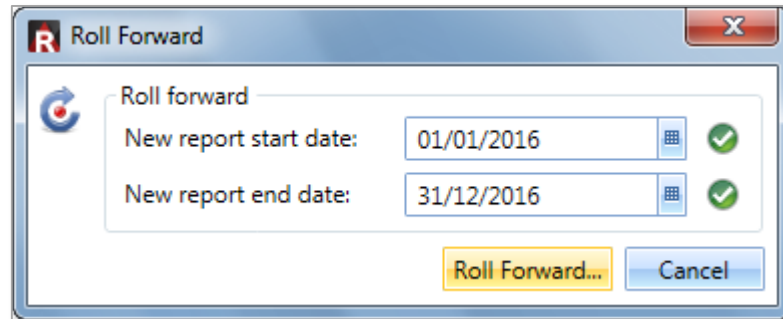 R Roll Forward
Roll forward
New report start date: 01/01/2016
New report end date: 31/12/2016
Roll Forward... Cancel